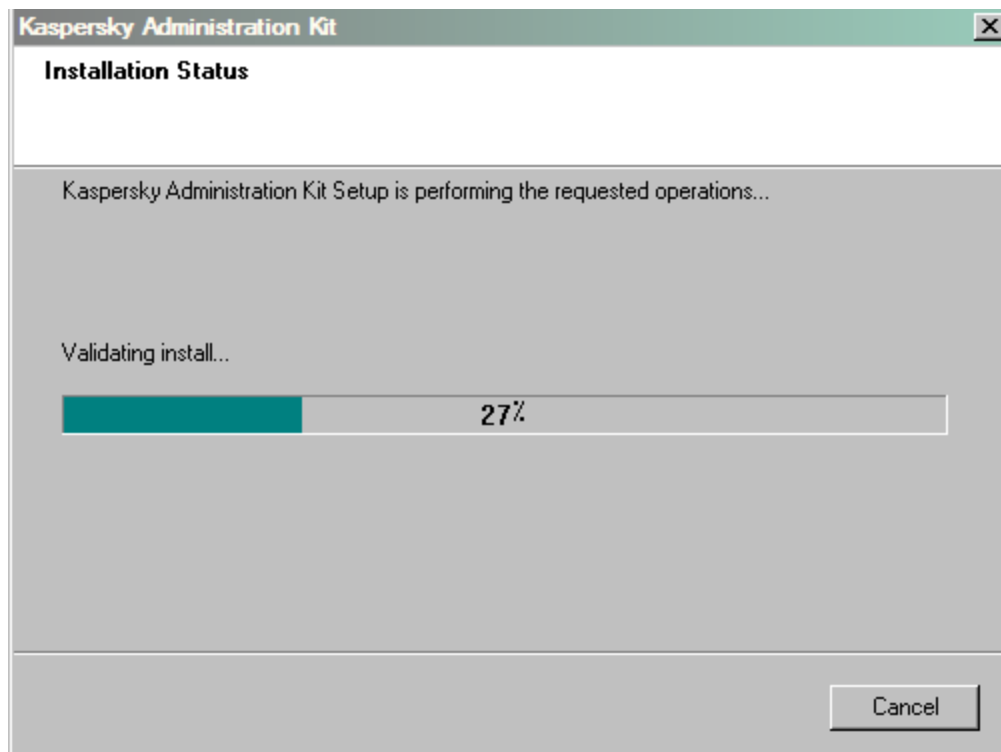 Kaspersky Administration Kit
Installation Status
Kaspersky Administration Kit Setup is performing the requested operations...
Validating install...
27%
Cancel